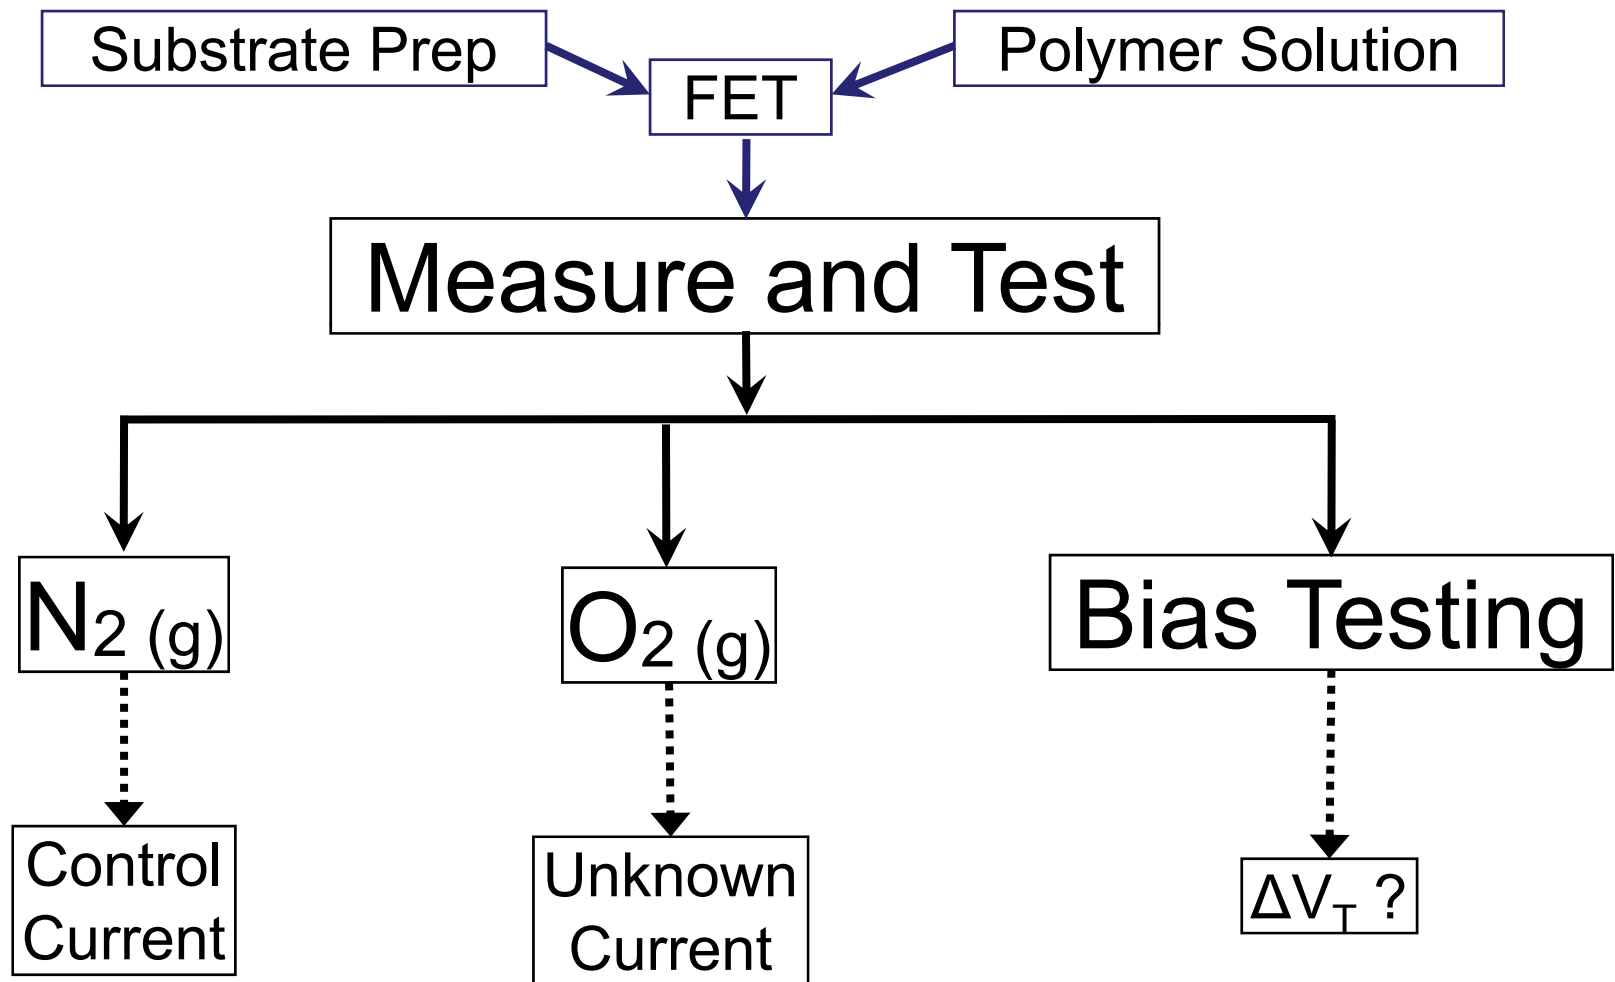 Substrate Prep
Polymer Solution
FET
Measure and Test
N2 (g)
O2 (g)
Bias Testing
Control
Current
Unknown
Current
ΔVT ?